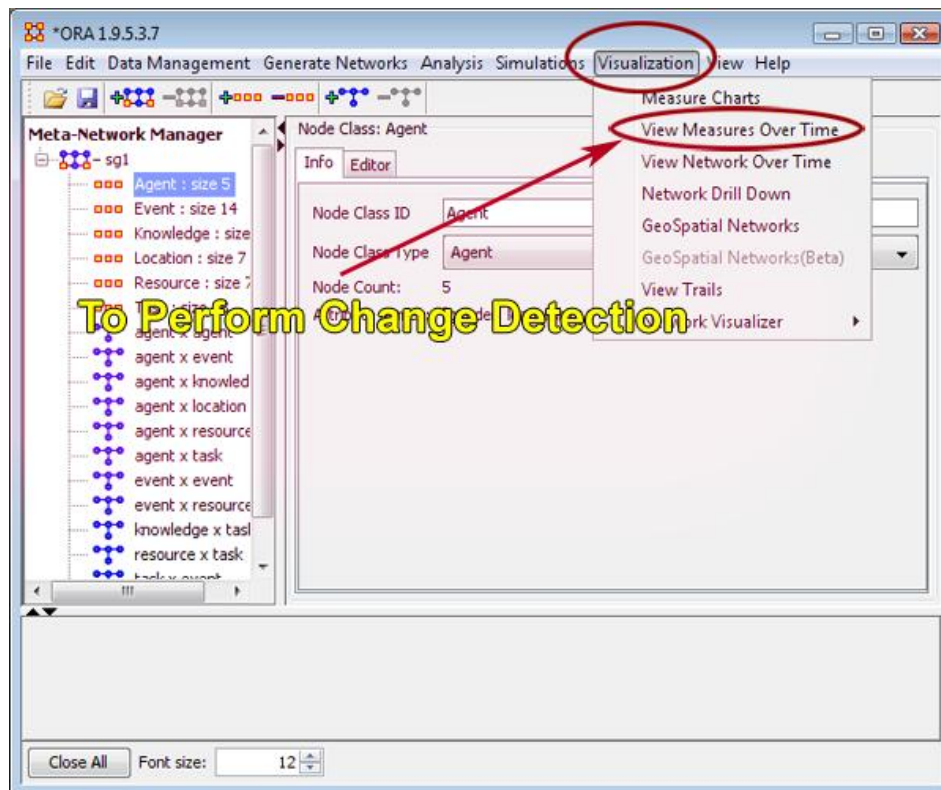 *ORA 1.9.5.3.7
File Edit Data Management Generate Networks Analysis Simulations Visualization View Help
Measure Charts
View Measures Over Time
View Network Over Time
Network Drill Down
GeoSpatial Networks
GeoSpatial Networks(Beta)
View Trails
Visualizer
Meta-Network Manager
sg1
Agent : size 5
Event : size 14
Knowledge : size
Location : size 7
Resource : size 7
agent x agent
agent x event
agent x knowled
agent x location
agent x resource
agent x task
event x event
event x resource
knowledge x tasl
resource x task
task x event
Node Class: Agent
Info Editor
Node Class ID Agent
Node Class Type Agent
Node Count: 5
To Perform Change Detection
Close All Font size: 12